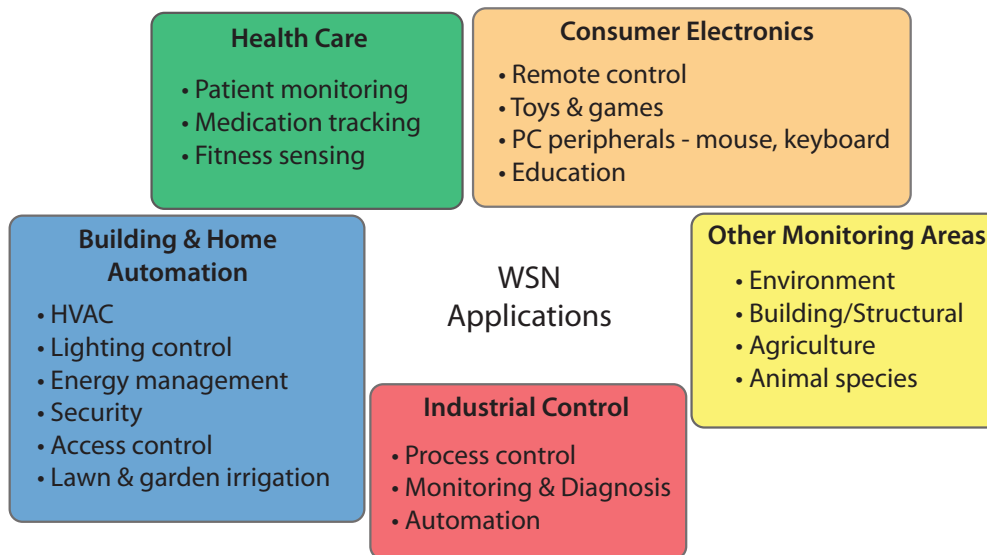 Health Care
• Patient monitoring
• Medication tracking
• Fitness sensing
Consumer Electronics
• Remote control
• Toys & games
• PC peripherals - mouse, keyboard
• Education
Building & Home
Automation
• HVAC
• Lighting control
• Energy management
• Security
• Access control
• Lawn & garden irrigation
WSN
Applications
Other Monitoring Areas
• Environment
• Building/Structural
• Agriculture
• Animal species
Industrial Control
• Process control
• Monitoring & Diagnosis
• Automation